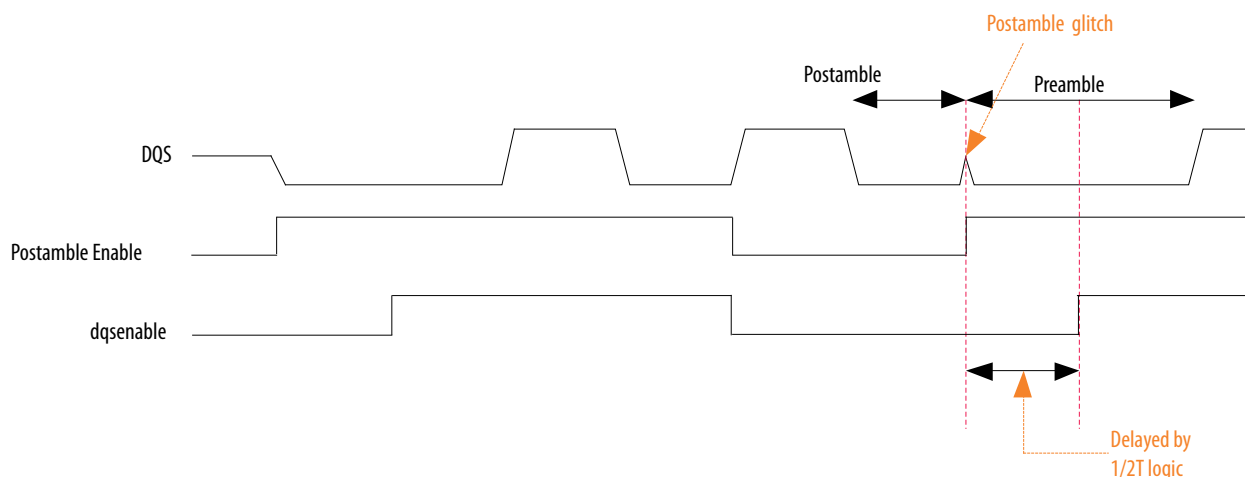 Postamble glitch
Postamble
Preamble
DQS
Postamble Enable
dqsenable
Delayed by
1/2T logic